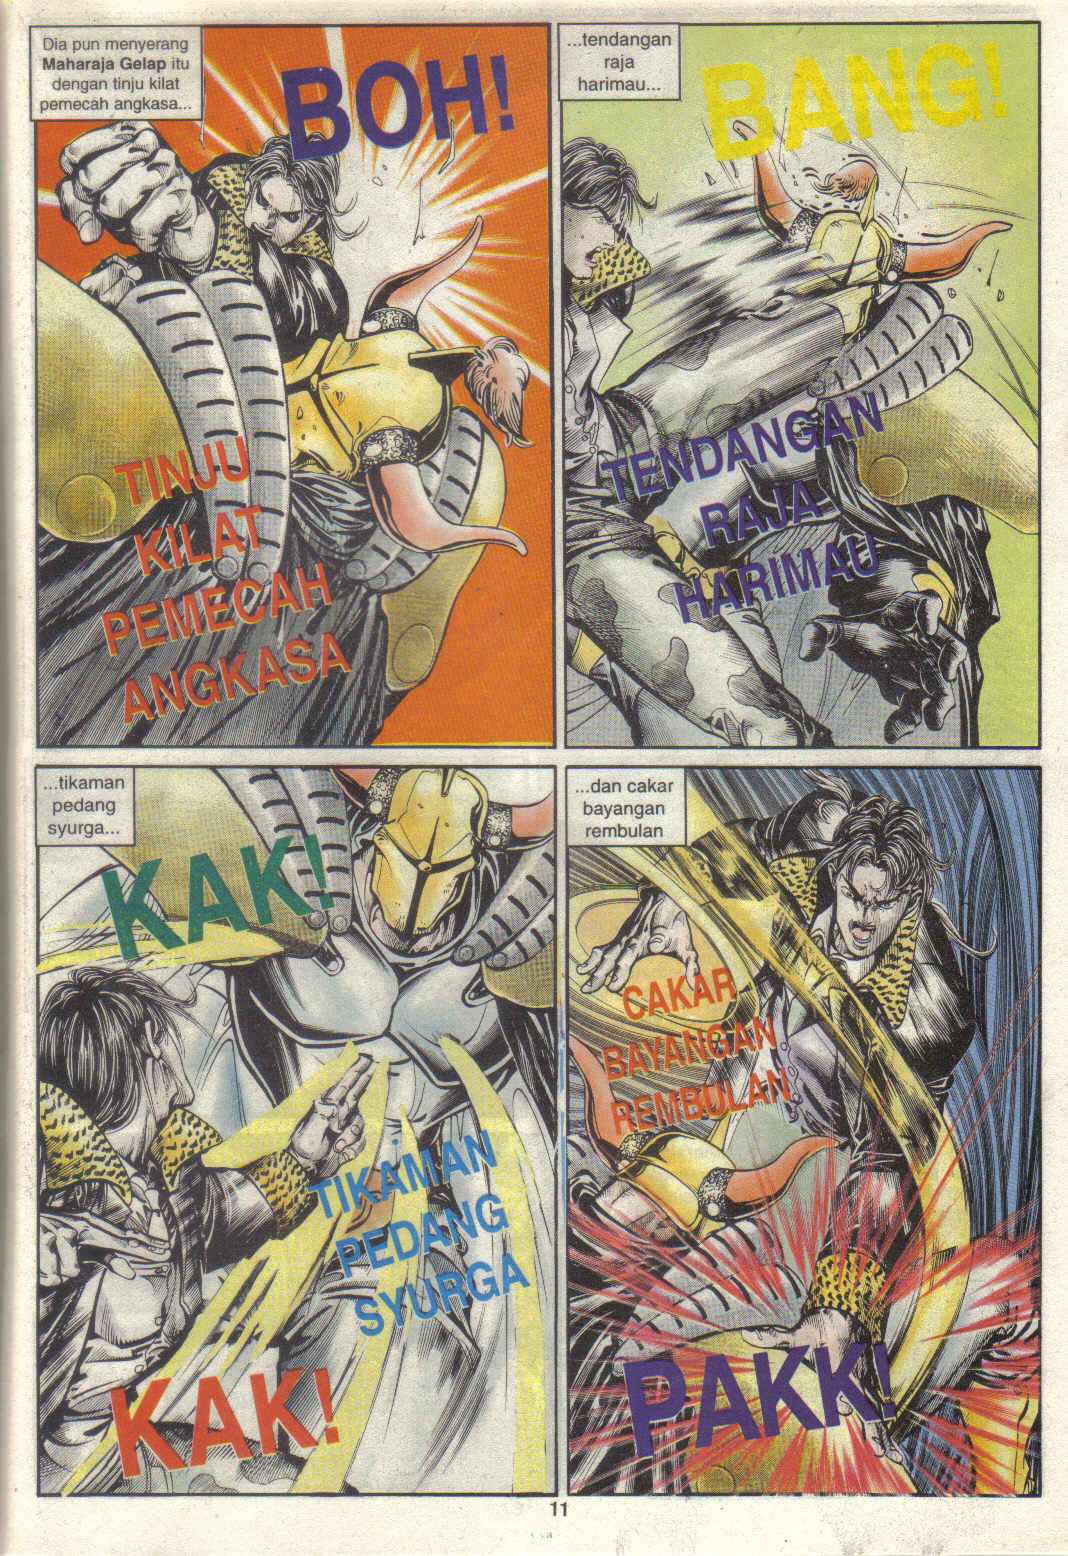 Dia pun menyerang
Maharaja Gelap itu
dengan tinju kilat
pemecah angkasa...
BOH!
TINJU
KILAT
PEMECAH
ANGKASA
...tendangan
raja
harimau...
BANG!
TENDANGAN
RAJA
HARIMAU
...tikaman
pedang
syurga...
KAK!
TIKAMAN
PEDANG
SYURGA
KAK!
...dan cakar
bayangan
rembulan
CAKAR
BAYANGAN
REMBULAN
PAKK!
11